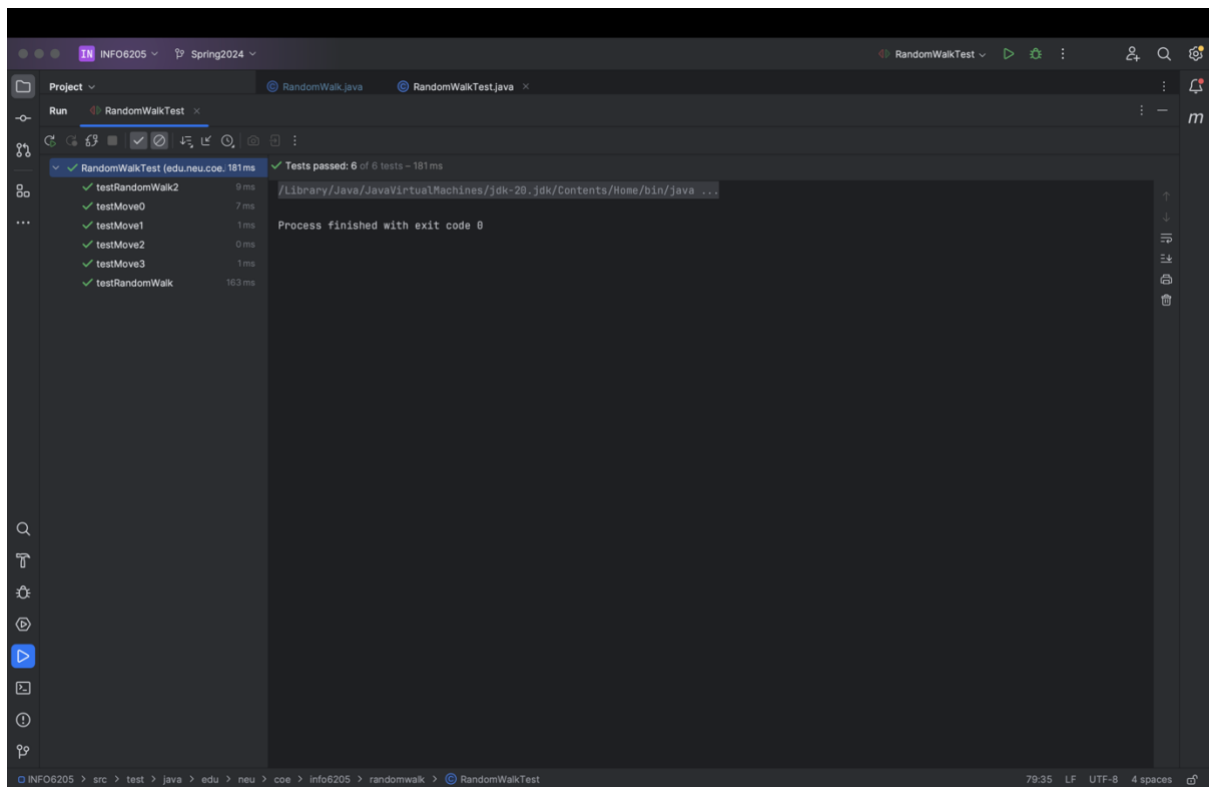 IN INFO6205 Spring2024 RandomWalkTest
Project RandomWalk.java RandomWalkTest.java
Run RandomWalkTest
m
RandomWalkTest (edu.neu.coe. 181 ms
Tests passed: 6 of 6 tests – 181 ms
testRandomWalk2 9 ms
testMove0 7 ms
testMove1 1 ms
testMove2 0 ms
testMove3 1 ms
testRandomWalk 163 ms
/Library/Java/JavaVirtualMachines/jdk-20.jdk/Contents/Home/bin/java ...
Process finished with exit code 0
INFO6205 > src > test > java > edu > neu > coe > info6205 > randomwalk > RandomWalkTest 79:35 LF UTF-8 4 spaces